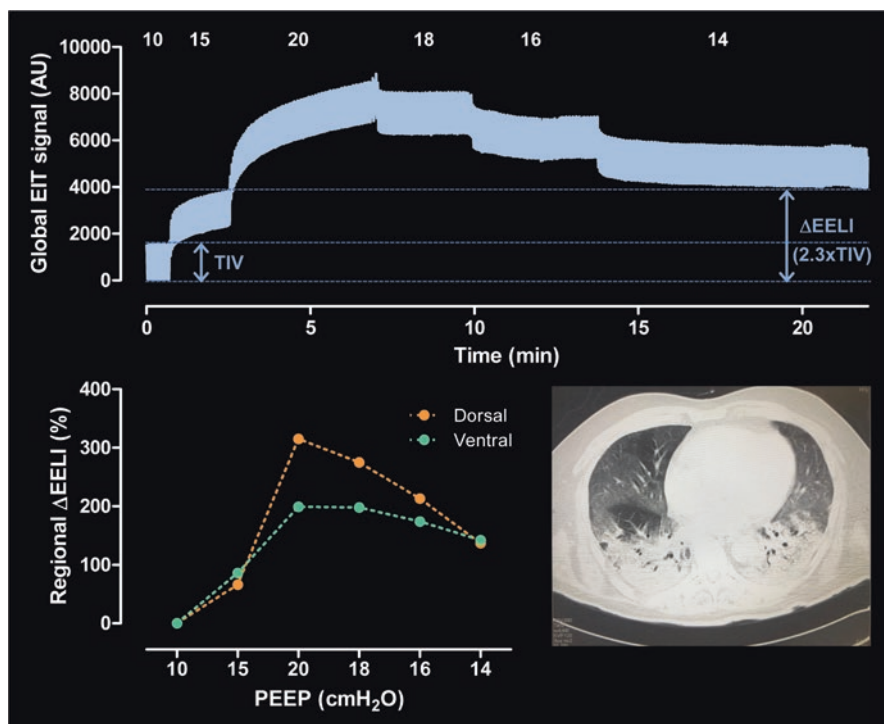 10 15 20 18 16 14
10000
8000
6000
4000
2000
0
Global EIT signal (AU)
TIV
ΔEELI
(2.3xTIV)
0 5 10 15 20
Time (min)
400
300
200
100
0
Regional ΔEELI (%)
Dorsal
Ventral
10 15 20 18 16 14
PEEP (cmH₂O)